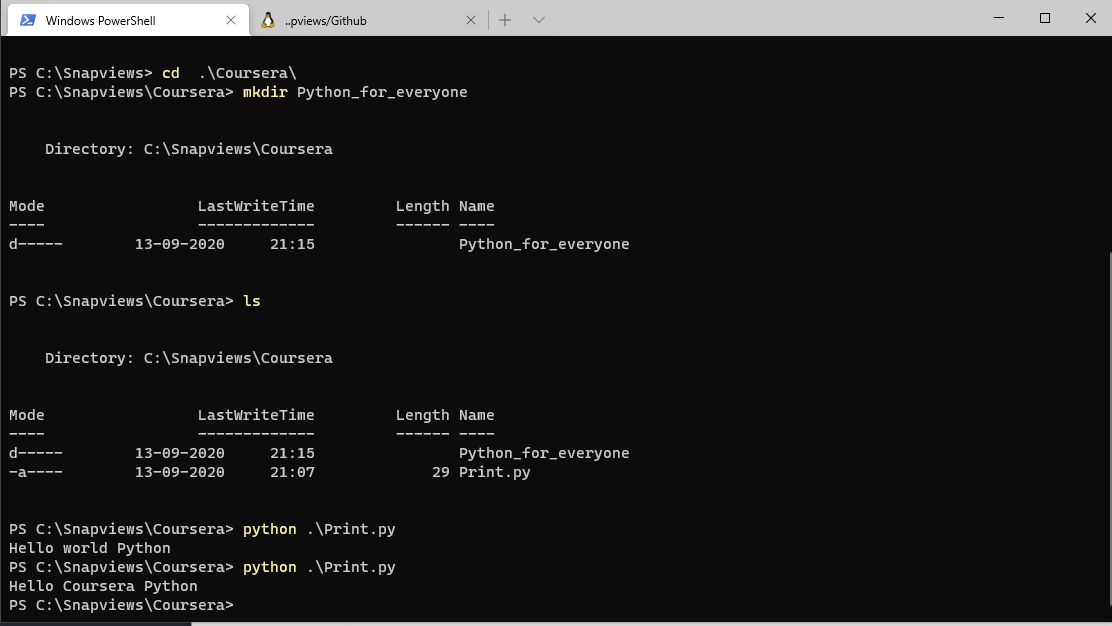 Windows PowerShell
..pviews/Github
PS C:\Snapviews> cd  .\Coursera\
PS C:\Snapviews\Coursera> mkdir Python_for_everyone
    Directory: C:\Snapviews\Coursera
Mode                 LastWriteTime         Length Name
----                 -------------         ------ ----
d-----        13-09-2020     21:15                Python_for_everyone
PS C:\Snapviews\Coursera> ls
    Directory: C:\Snapviews\Coursera
Mode                 LastWriteTime         Length Name
----                 -------------         ------ ----
d-----        13-09-2020     21:15                Python_for_everyone
-a----        13-09-2020     21:07             29 Print.py
PS C:\Snapviews\Coursera> python .\Print.py
Hello world Python
PS C:\Snapviews\Coursera> python .\Print.py
Hello Coursera Python
PS C:\Snapviews\Coursera>